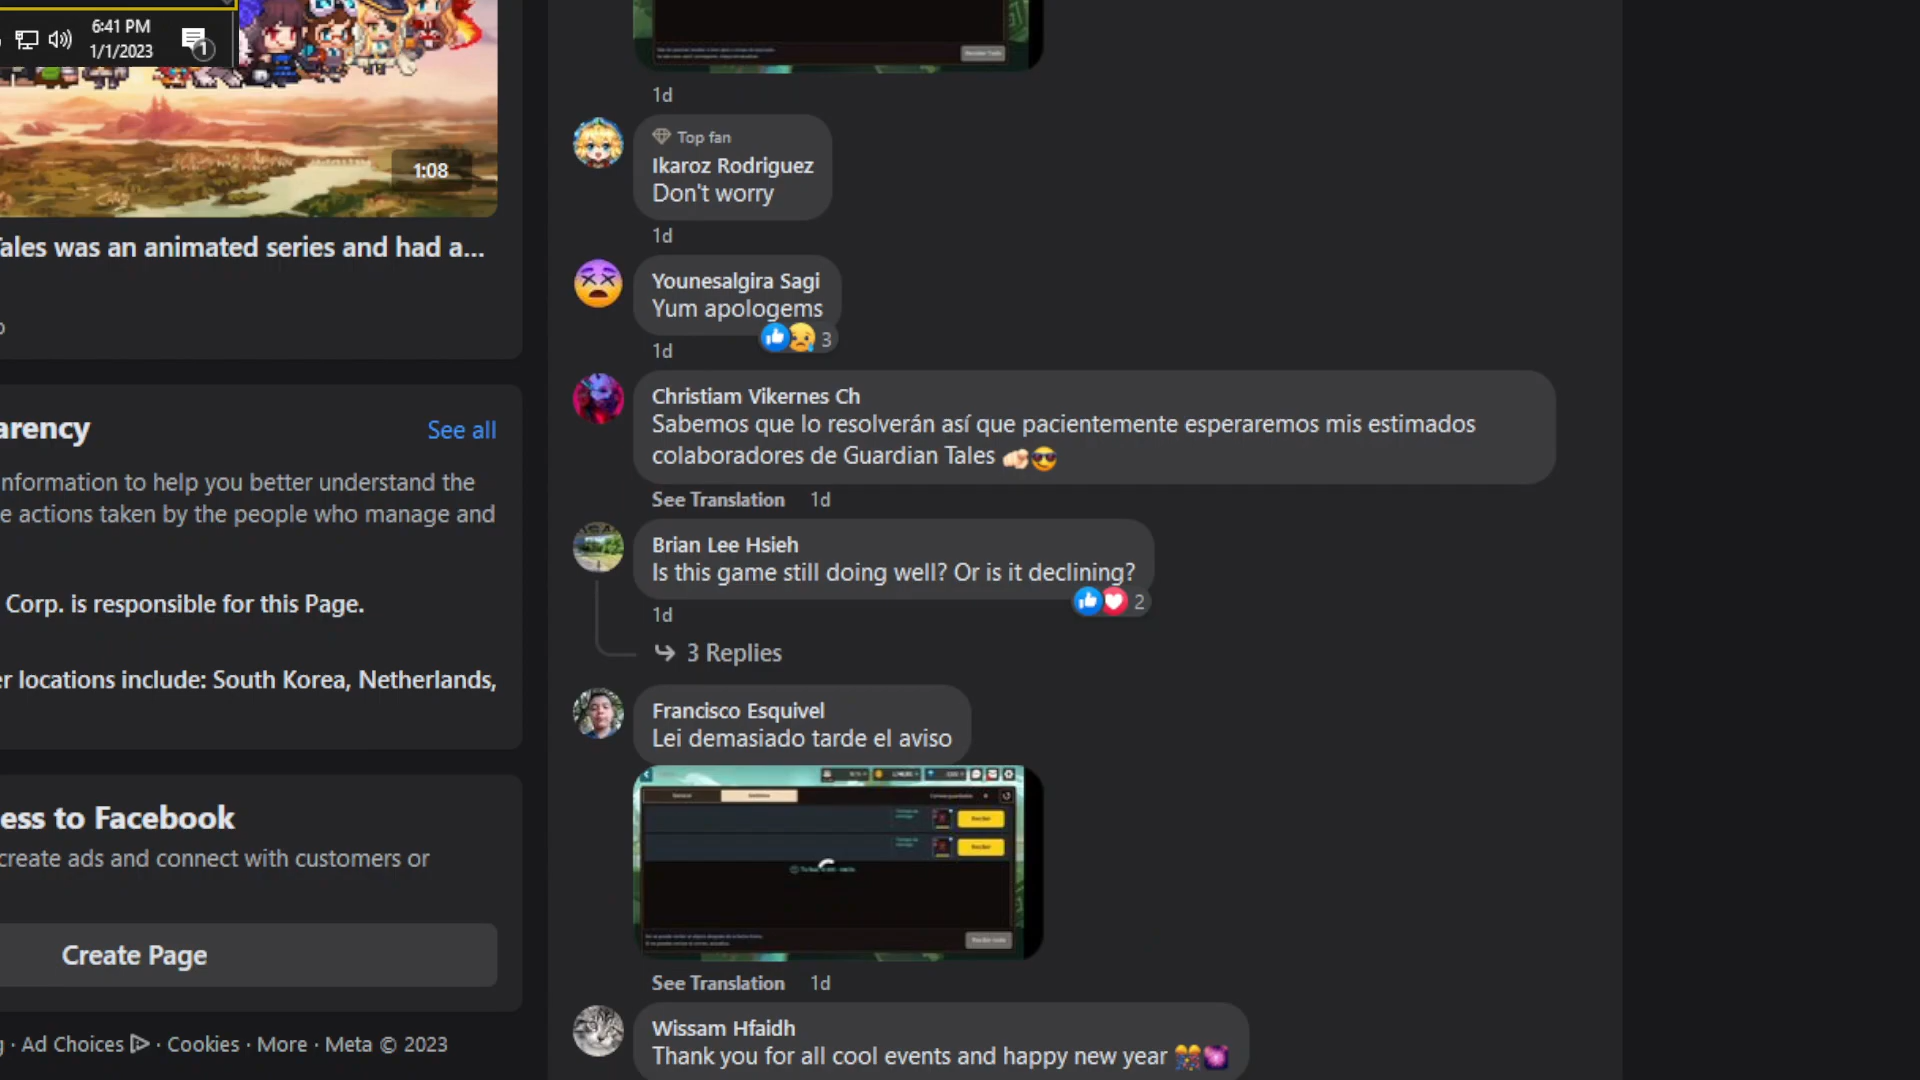 6:41 PM
1/1/2023
1
1:08
ales was an animated series and had a...
arency
See all
nformation to help you better understand the
e actions taken by the people who manage and
Corp. is responsible for this Page.
er locations include: South Korea, Netherlands,
ess to Facebook
create ads and connect with customers or
Create Page
g · Ad Choices · Cookies · More · Meta © 2023
1d
Top fan
Ikaroz Rodriguez
Don't worry
1d
Younesalgira Sagi
Yum apologems
3
1d
Christiam Vikernes Ch
Sabemos que lo resolverán así que pacientemente esperaremos mis estimados
colaboradores de Guardian Tales
See Translation 1d
Brian Lee Hsieh
Is this game still doing well? Or is it declining?
2
1d
3 Replies
Francisco Esquivel
Lei demasiado tarde el aviso
See Translation 1d
Wissam Hfaidh
Thank you for all cool events and happy new year